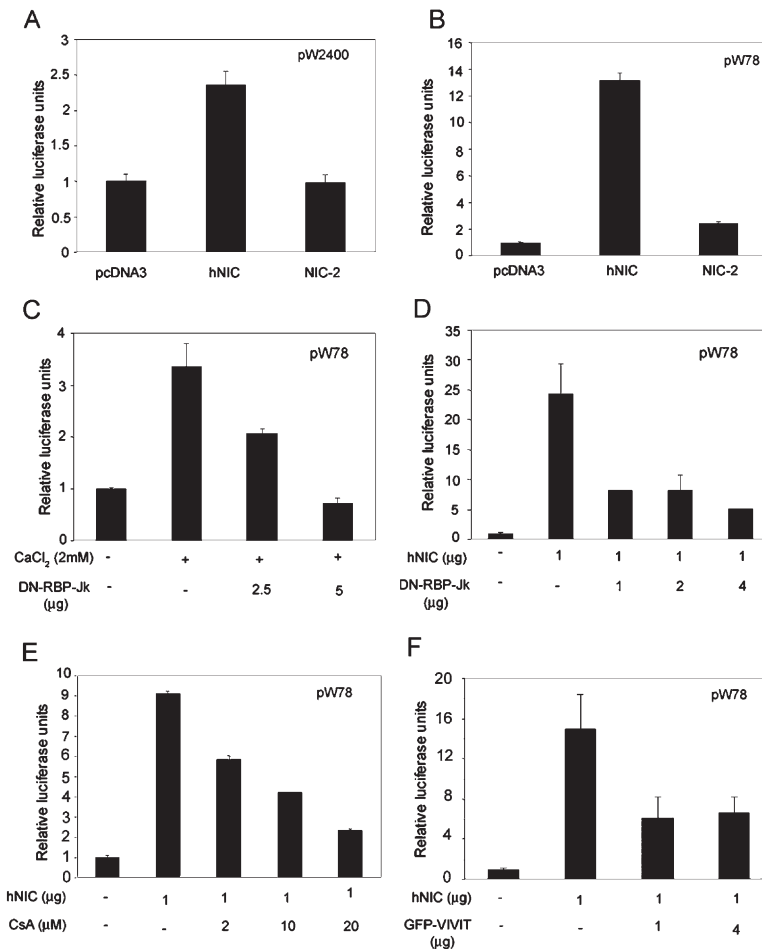 A
pW2400
Relative luciferase units
3
2.5
2
1.5
1
0.5
0
pcDNA3 hNIC NIC-2
B
pW78
Relative luciferase units
16
14
12
10
8
6
4
2
0
pcDNA3 hNIC NIC-2
C
pW78
Relative luciferase units
4
3
2
1
0
CaCl₂ (2mM) - + + +
DN-RBP-Jk (µg) - - 2.5 5
D
pW78
Relative luciferase units
35
30
25
20
15
10
5
0
hNIC (µg) - 1 1 1 1
DN-RBP-Jk (µg) - - 1 2 4
E
pW78
Relative luciferase units
10
9
8
7
6
5
4
3
2
1
0
hNIC (µg) - 1 1 1 1
CsA (µM) - - 2 10 20
F
pW78
Relative luciferase units
20
16
12
8
4
0
hNIC (µg) - 1 1 1
GFP-VIVIT (µg) - - 1 4